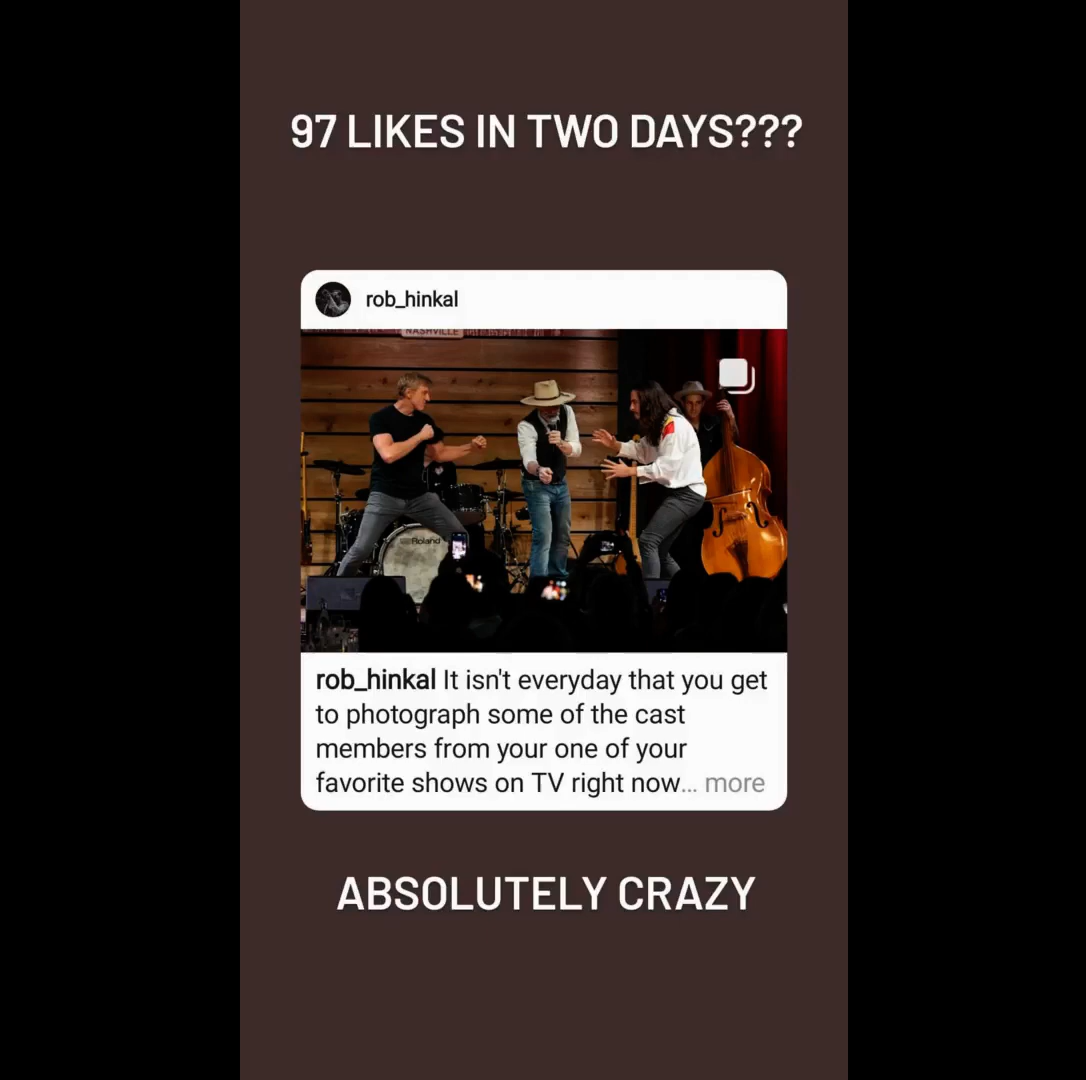 97 LIKES IN TWO DAYS???
rob_hinkal
NASHVILLE
Roland
rob_hinkal It isn't everyday that you get
to photograph some of the cast
members from your one of your
favorite shows on TV right now... more
ABSOLUTELY CRAZY